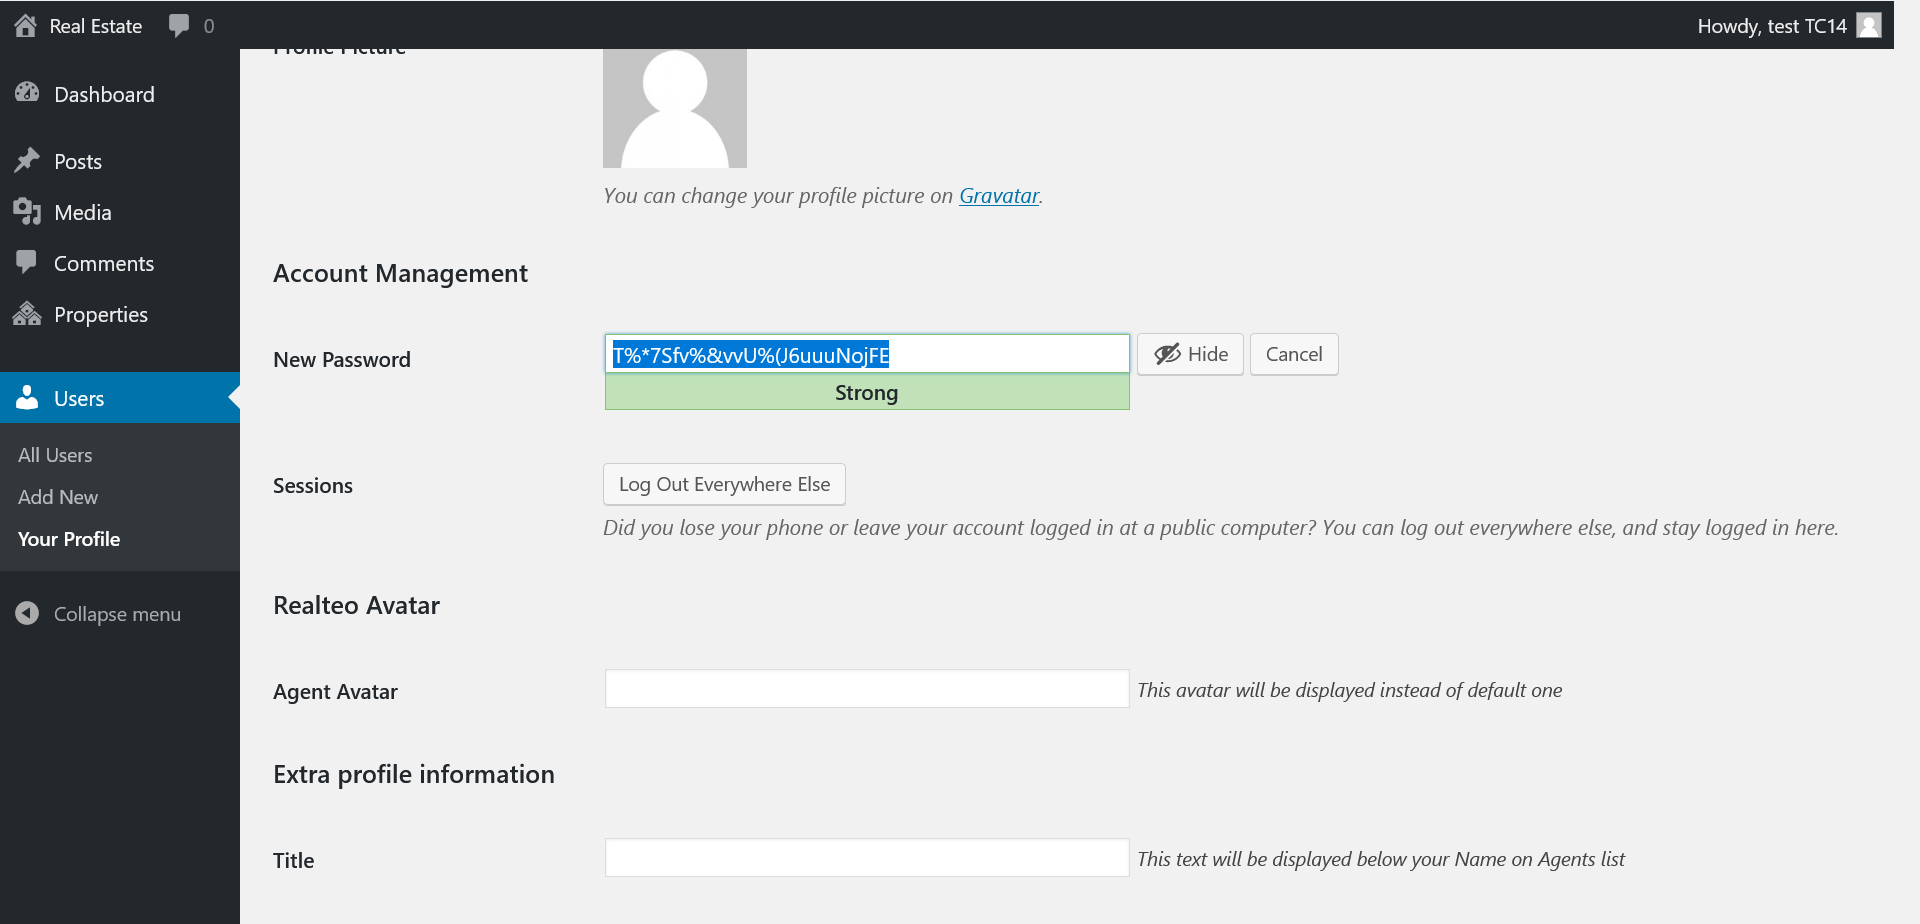 Real Estate 0 Howdy, test TC14
Profile Picture
Dashboard
Posts
Media
Comments
Properties
Users
All Users
Add New
Your Profile
Collapse menu
You can change your profile picture on Gravatar.
Account Management
New Password T%*7Sfv%&vvU%(J6uuuNojFE Hide Cancel
Strong
Sessions Log Out Everywhere Else
Did you lose your phone or leave your account logged in at a public computer? You can log out everywhere else, and stay logged in here.
Realteo Avatar
Agent Avatar This avatar will be displayed instead of default one
Extra profile information
Title This text will be displayed below your Name on Agents list